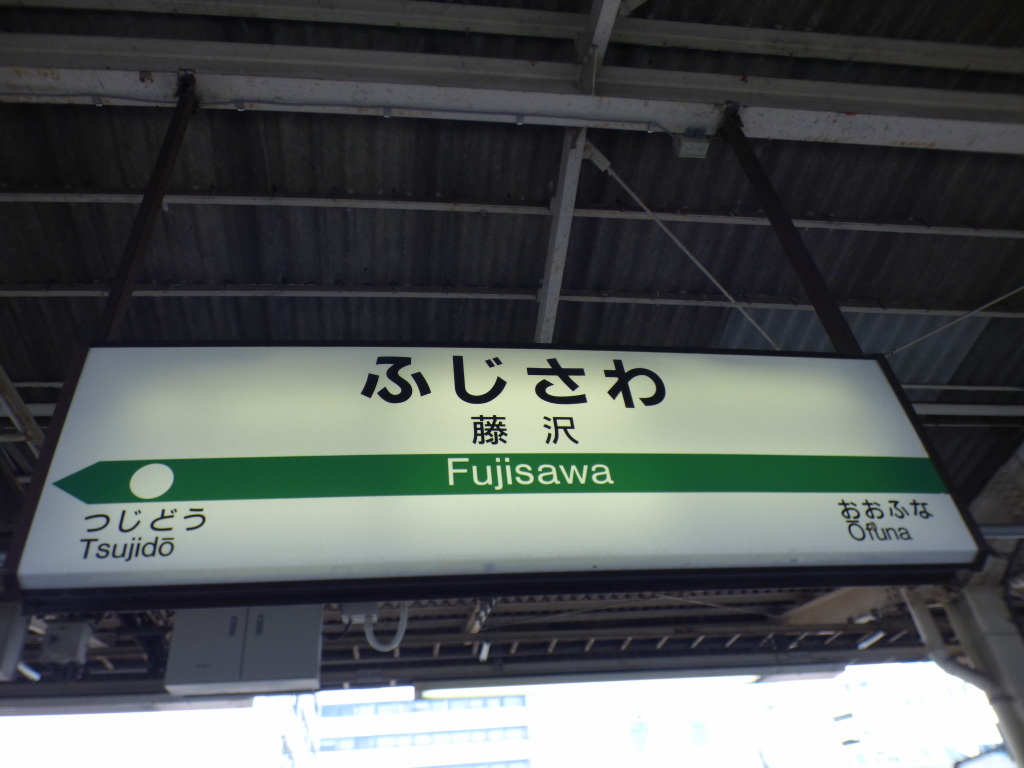 ふじさわ
藤沢
Fujisawa
つじどう
Tsujidō
おおふな
Ōfuna